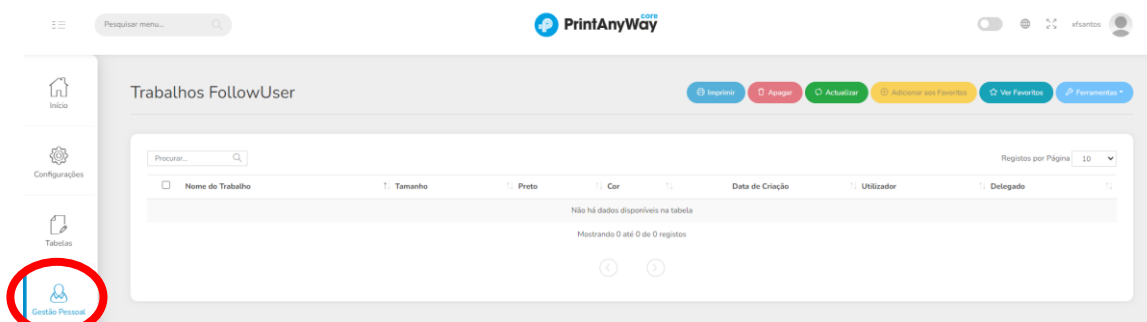 Pesquisar menu...
PrintAnyWay core
xfsantos
Início
Trabalhos FollowUser
Imprimir Apagar Actualizar Adicionar aos Favoritos Ver Favoritos Ferramentas
Configurações
Procurar...
Registos por Página 10
Nome do Trabalho Tamanho Preto Cor Data de Criação Utilizador Delegado
Não há dados disponíveis na tabela
Mostrando 0 até 0 de 0 registos
Tabelas
Gestão Pessoal